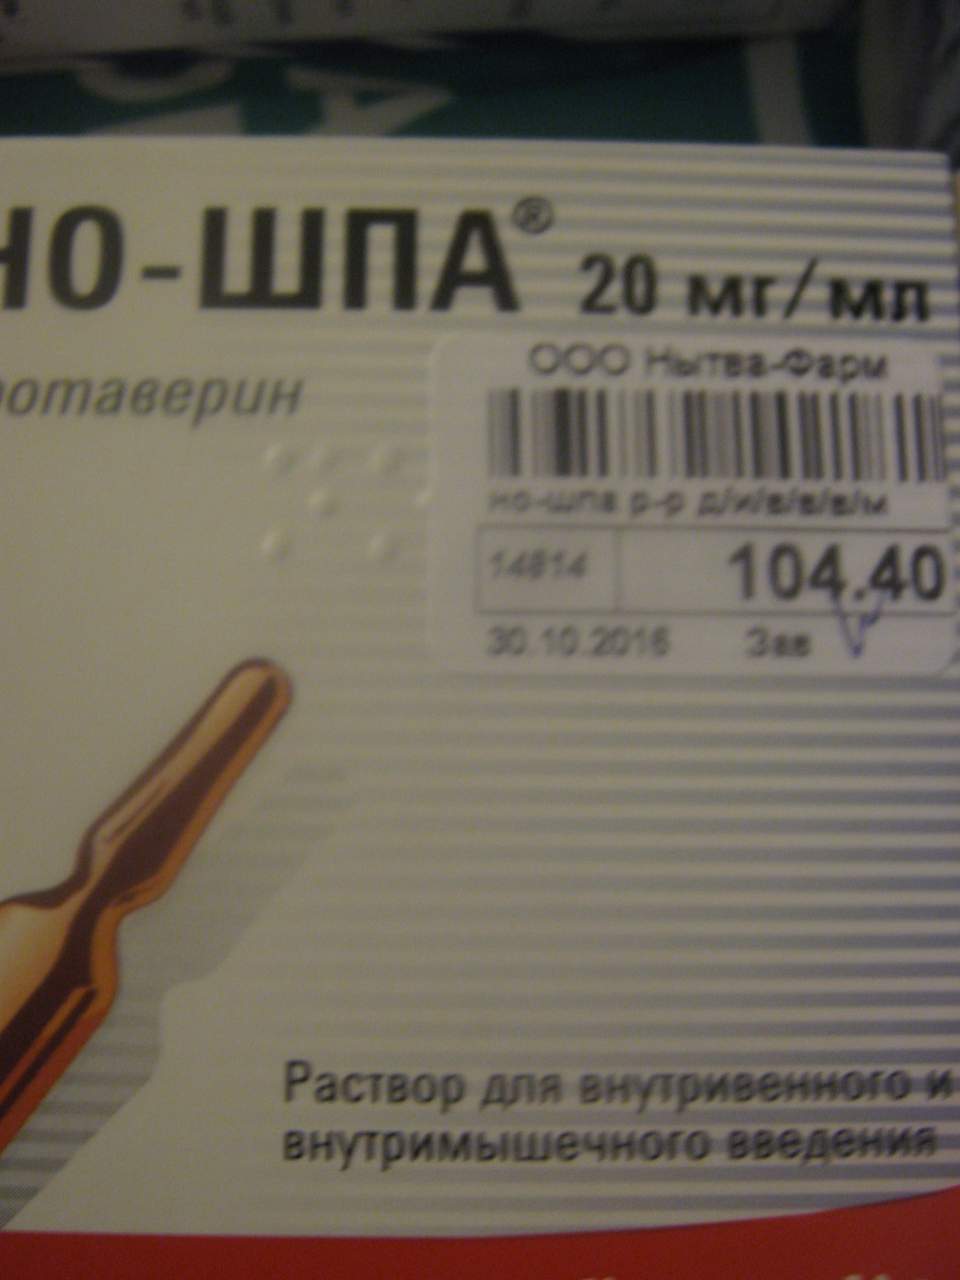 НО-ШПА® 20 мг/мл
ротаверин
ООО Нытва-Фарм
но-шпа р-р д/и/в/в/в/м
14814
104.40
30.10.2016 Зав
Раствор для внутривенного и
внутримышечного введения